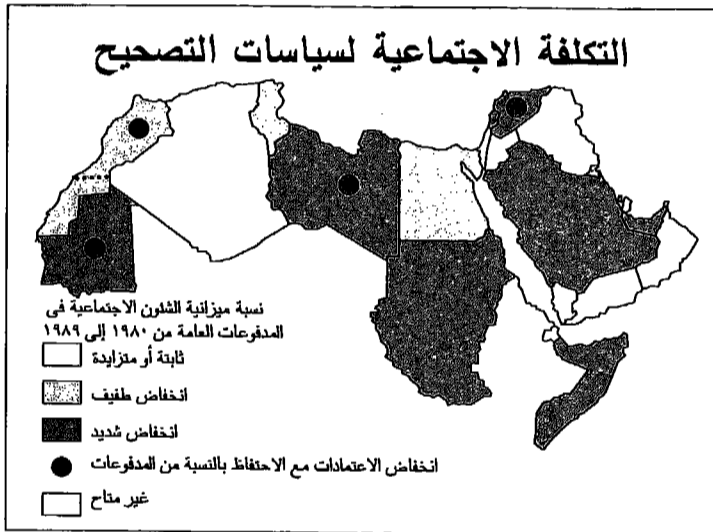 التكلفة الاجتماعية لسياسات التصحيح
نسبة ميزانية الشئون الاجتماعية فى
المدفوعات العامة من ١٩٨٠ إلى ١٩٨٩
ثابتة أو متزايدة
انخفاض طفيف
انخفاض شديد
انخفاض الاعتمادات مع الاحتفاظ بالنسبة من المدفوعات
غير متاح